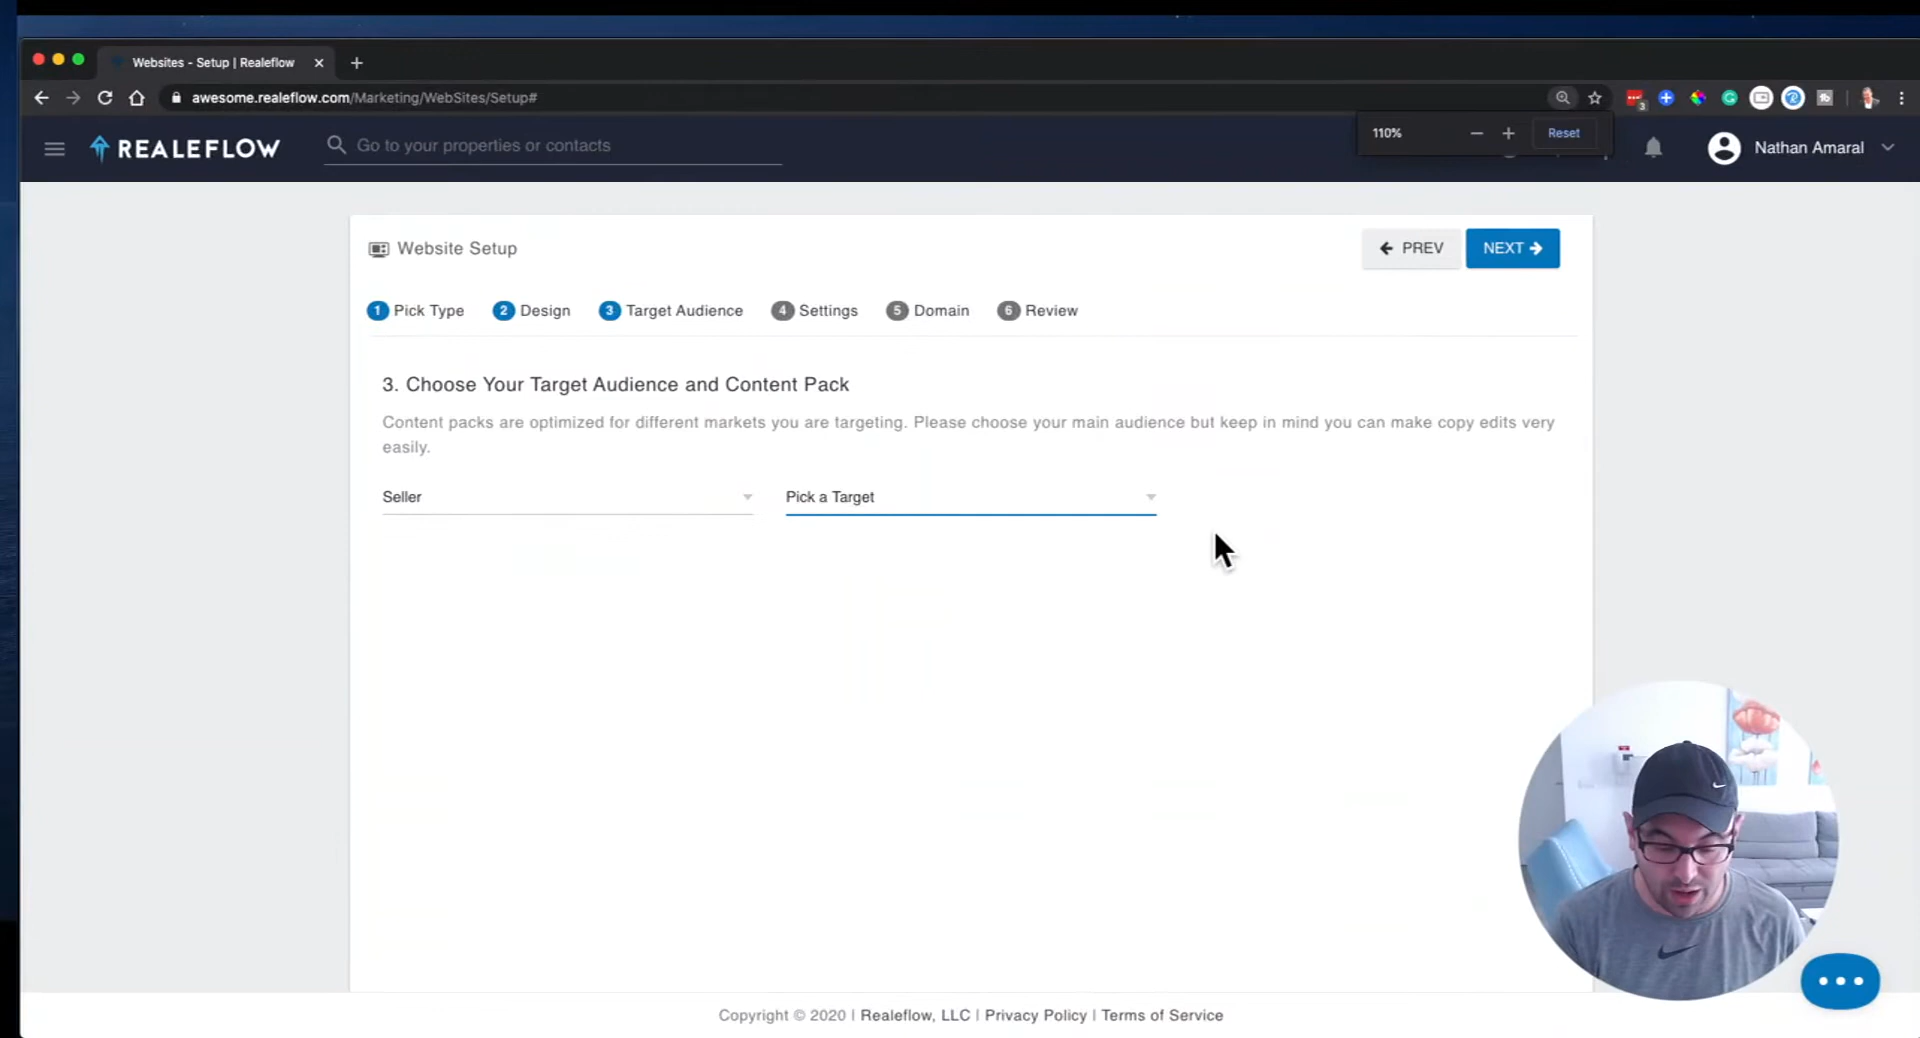 Websites - Setup | Realeflow
awesome.realeflow.com/Marketing/WebSites/Setup#
3
110%
Reset
REALEFLOW
Go to your properties or contacts
Nathan Amaral
Website Setup
PREV
NEXT
1 Pick Type 2 Design 3 Target Audience 4 Settings 5 Domain 6 Review
3. Choose Your Target Audience and Content Pack
Content packs are optimized for different markets you are targeting. Please choose your main audience but keep in mind you can make copy edits very
easily.
Seller
Pick a Target
Copyright © 2020 | Realeflow, LLC | Privacy Policy | Terms of Service